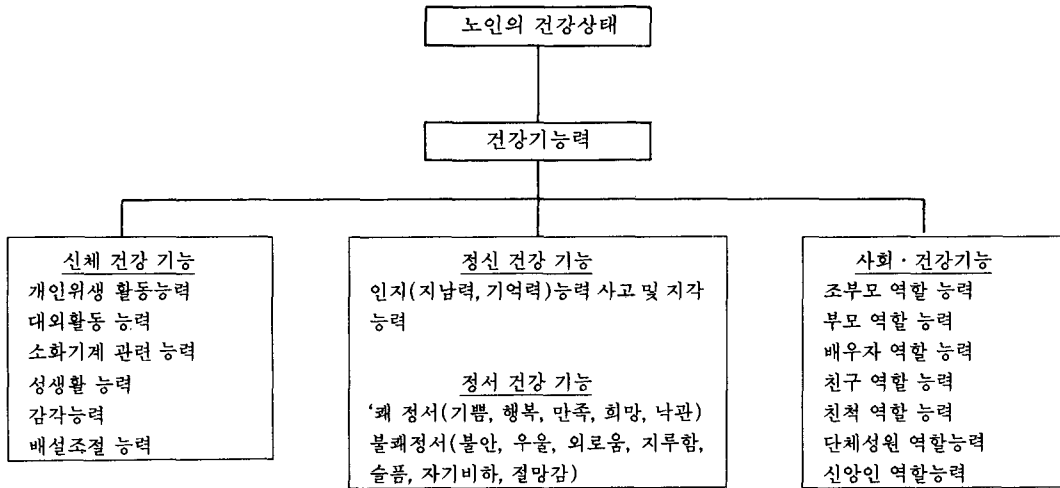 노인의 건강상태
건강기능력
신체 건강 기능
개인위생 활동능력
대외활동 능력
소화기계 관련 능력
성생활 능력
감각능력
배설조절 능력
정신 건강 기능
인지(지남력, 기억력)능력 사고 및 지각
능력
정서 건강 기능
'쾌 정서(기쁨, 행복, 만족, 희망, 낙관)
불쾌정서(불안, 우울, 외로움, 지루함,
슬픔, 자기비하, 절망감)
사회·건강기능
조부모 역할 능력
부모 역할 능력
배우자 역할 능력
친구 역할 능력
친척 역할 능력
단체성원 역할능력
신앙인 역할능력